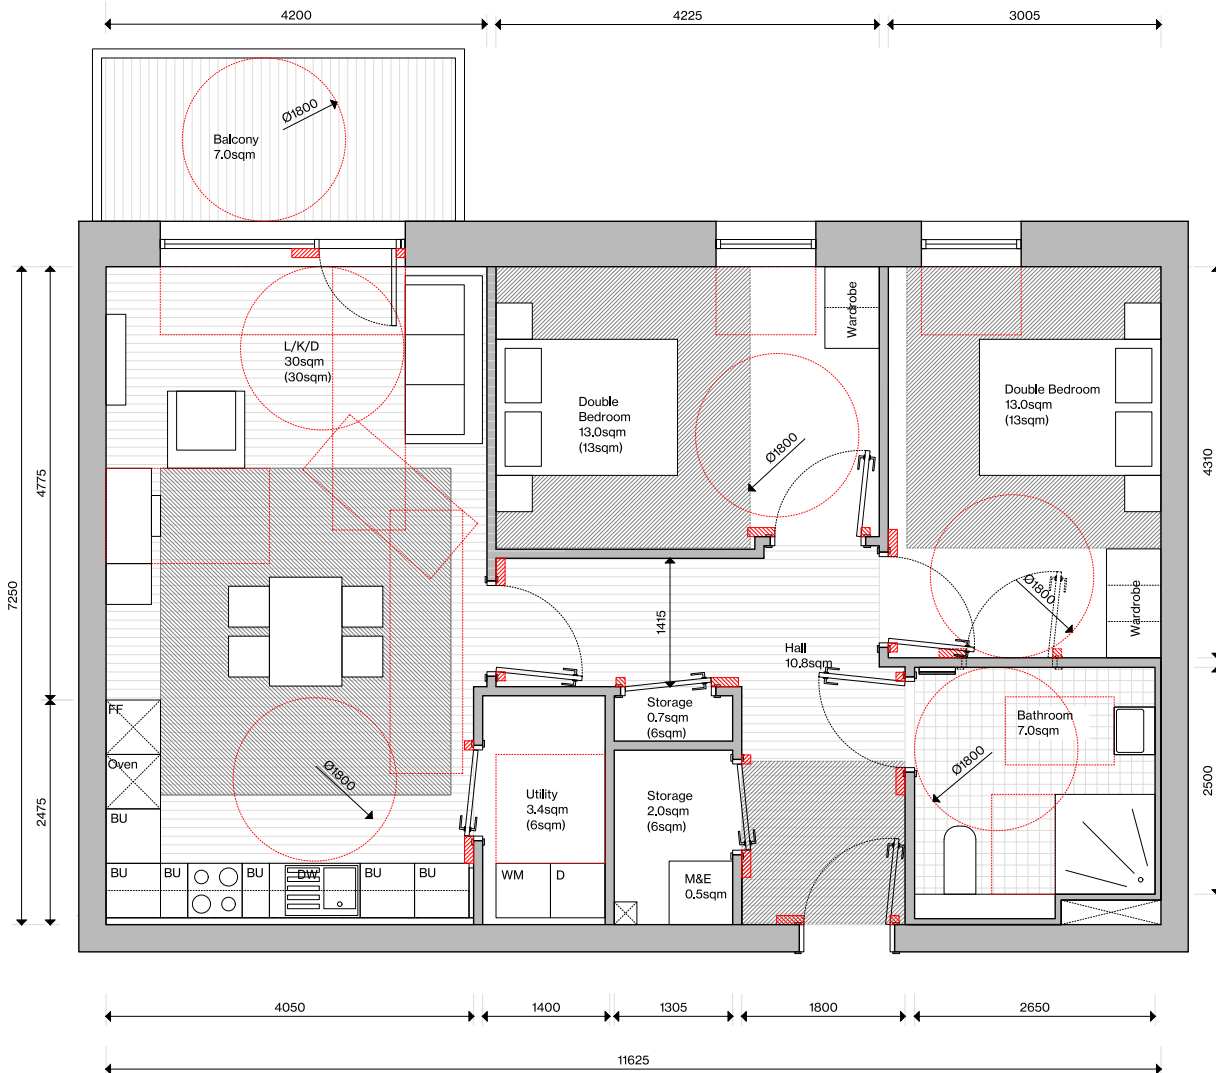 4200
4225
3005
Ø1800
Balcony
7.0sqm
L/K/D
30sqm
(30sqm)
Wardrobe
Double
Bedroom
13.0sqm
(13sqm)
Ø1800
Double Bedroom
13.0sqm
(13sqm)
4775
7250
4310
1415
Ø1800
Wardrobe
Hall
10.8sqm
FF
Oven
BU
Ø1800
Storage
0.7sqm
(6sqm)
Bathroom
7.0sqm
Ø1800
2475
2500
Utility
3.4sqm
(6sqm)
Storage
2.0sqm
(6sqm)
BU
BU
BU
DW
BU
BU
WM
D
M&E
0.5sqm
4050
1400
1305
1800
2650
11625